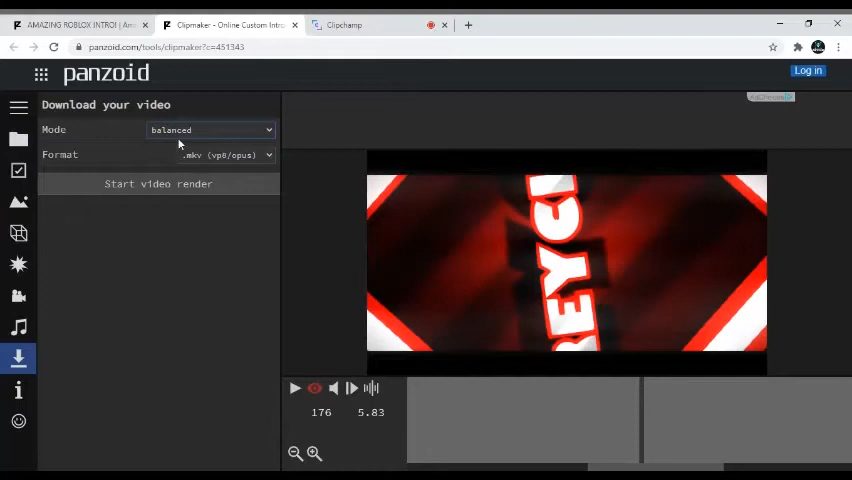 AMAZING ROBLOX INTRO! | Am
Clipmaker - Online Custom Intro
Clipchamp
panzoid.com/tools/clipmaker?c=451343
panzoid
Log in
AdChoices
Download your video
Mode
balanced
Format
.mkv (vp8/opus)
Start video render
REYC
176
5.83